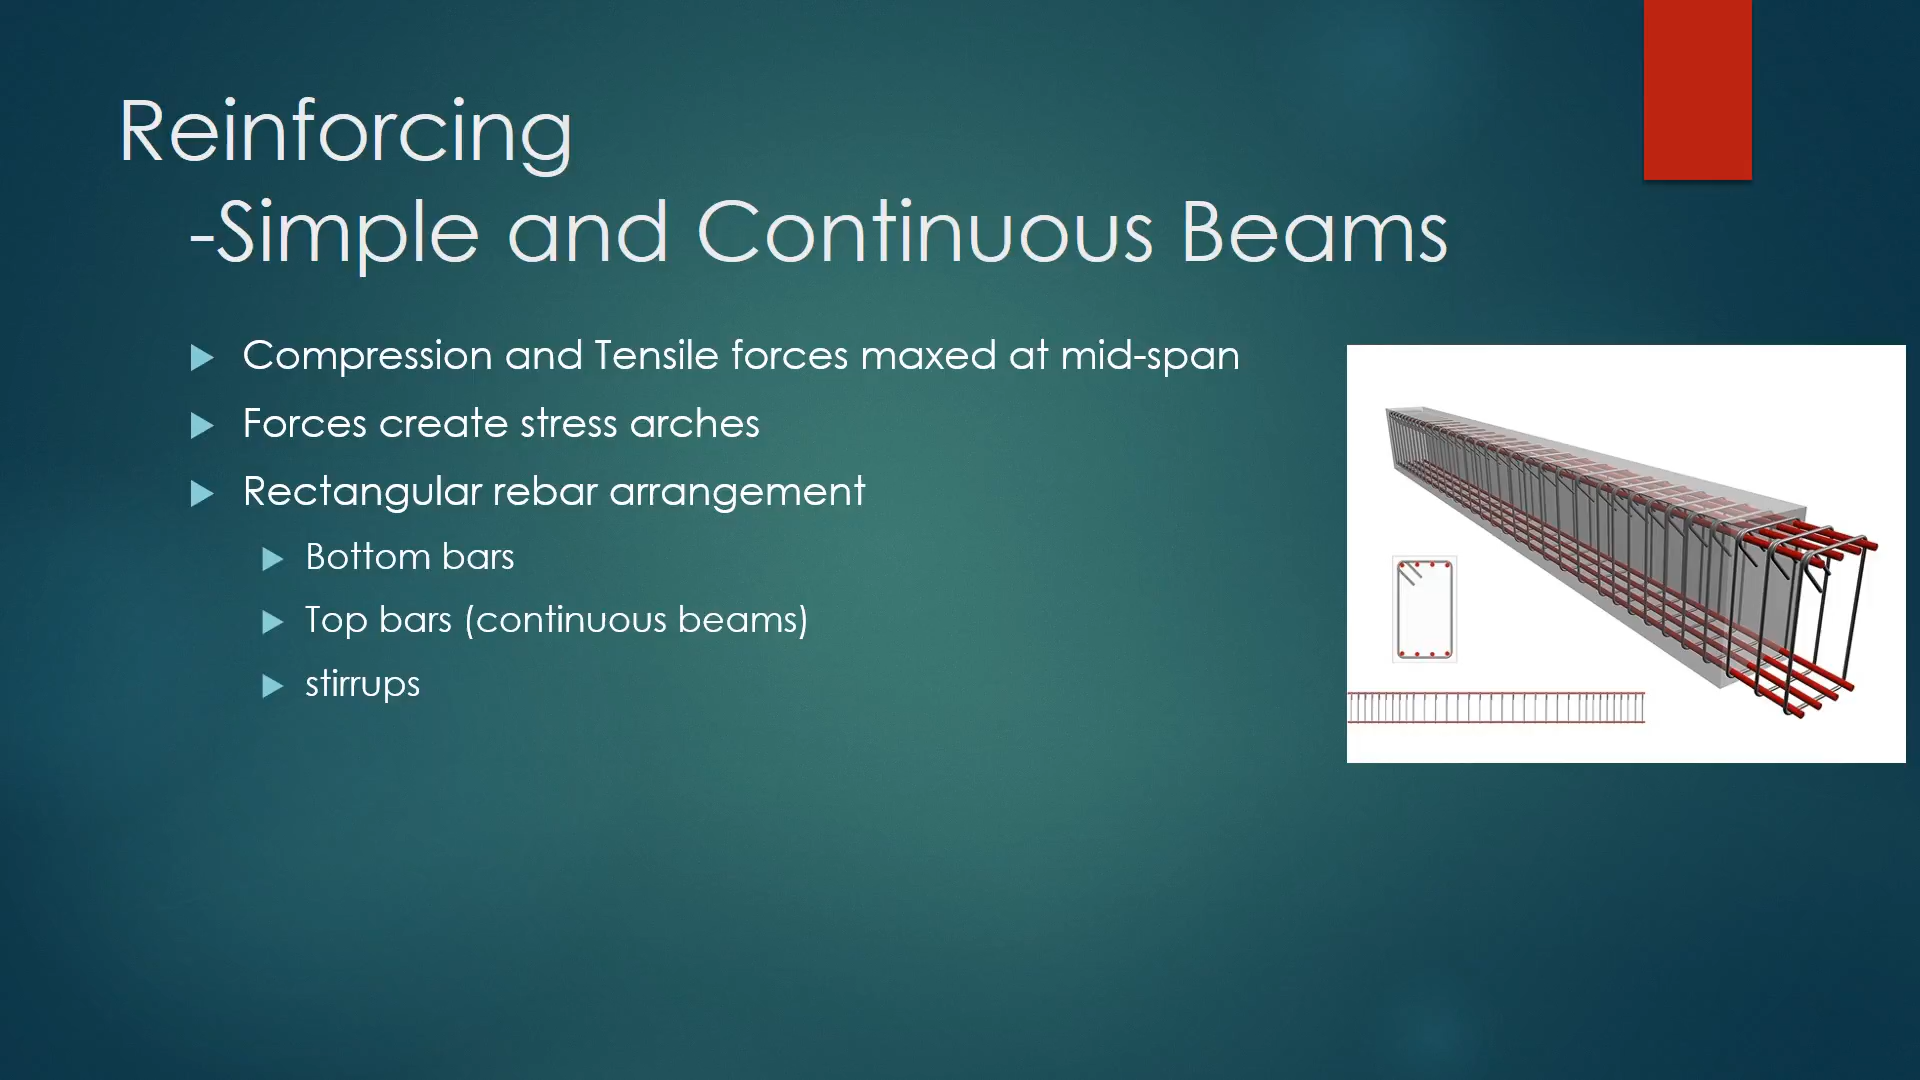 Reinforcing
-Simple and Continuous Beams
Compression and Tensile forces maxed at mid-span
Forces create stress arches
Rectangular rebar arrangement
Bottom bars
Top bars (continuous beams)
stirrups